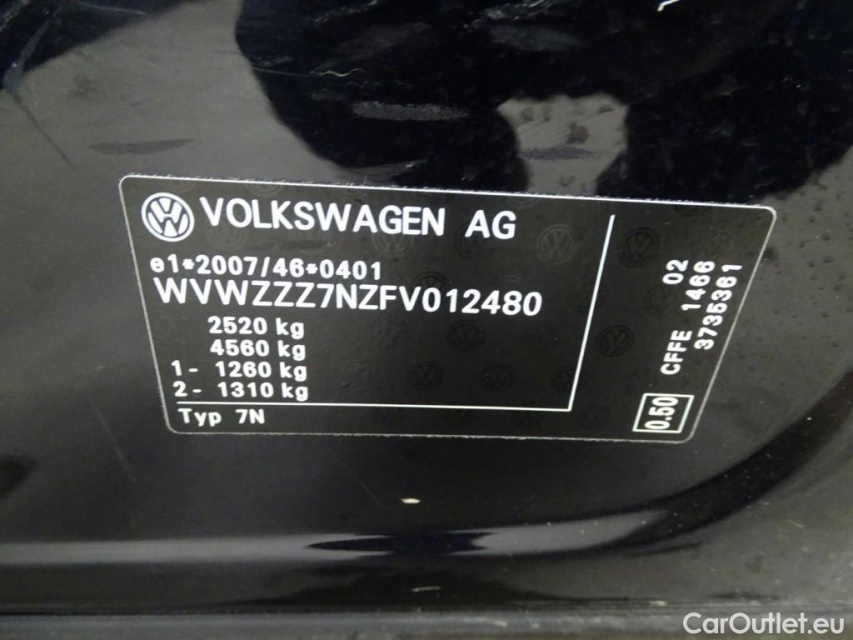 VOLKSWAGEN AG
e1*2007/46*0401
WVWZZZ7NZFV012480
2520 kg
4560 kg
1- 1260 kg
2- 1310 kg
Typ 7N
02
CFFE 1466
3735361
0.50
CarOutlet.eu